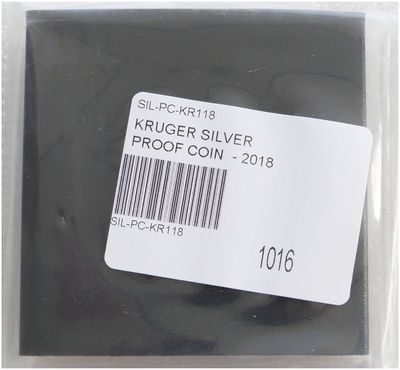 SIL-PC-KR118
KRUGER SILVER
PROOF COIN - 2018
SIL-PC-KR118
1016